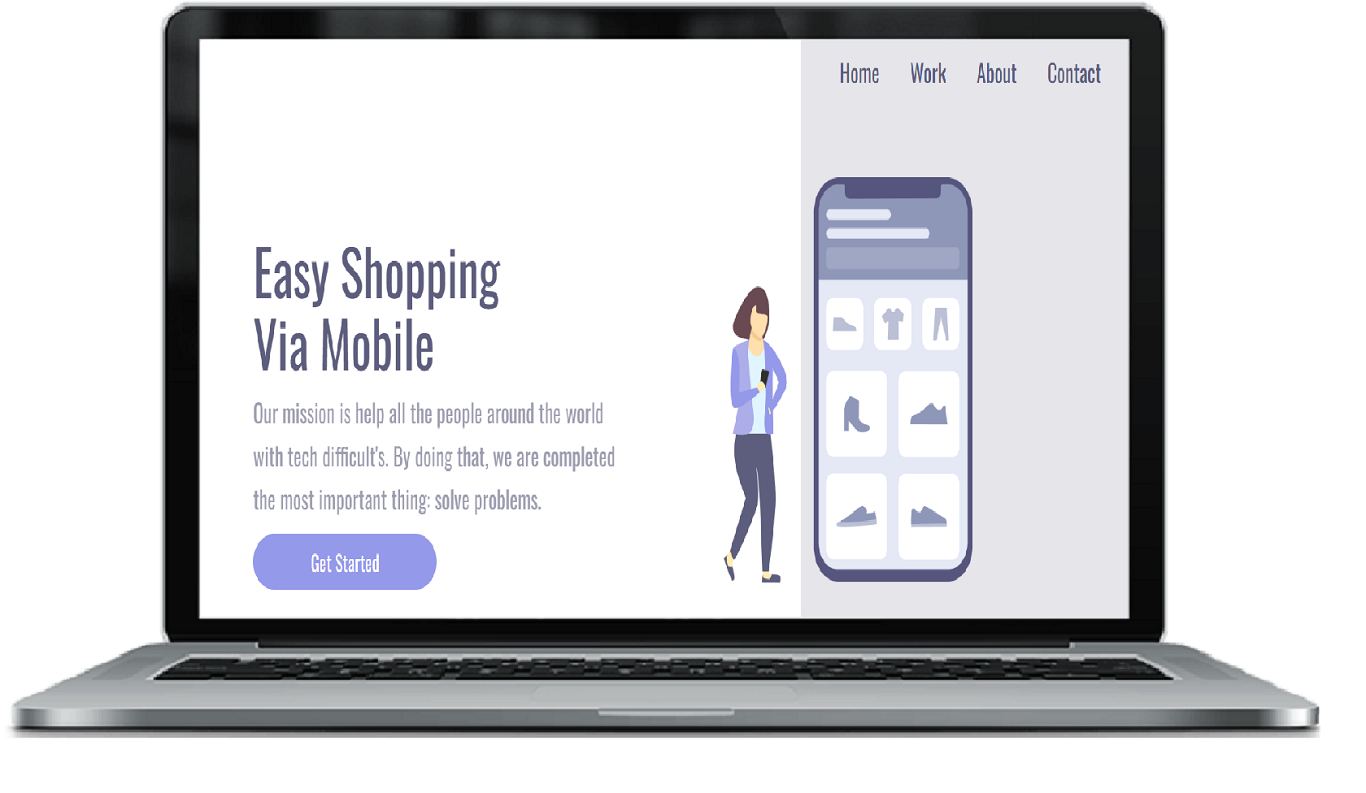 Home Work About Contact
Easy Shopping
Via Mobile
Our mission is help all the people around the world
with tech difficult's. By doing that, we are completed
the most important thing: solve problems.
Get Started